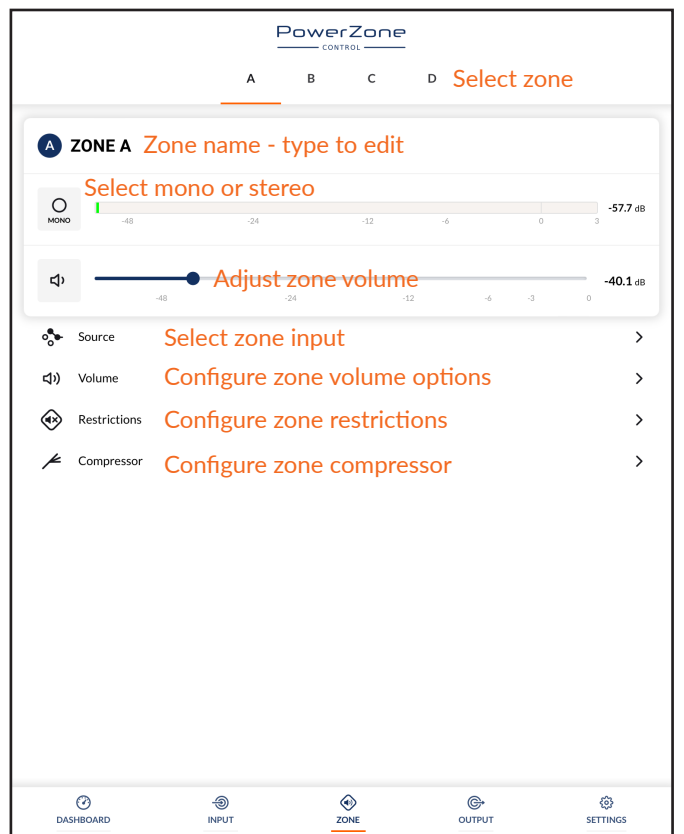 PowerZone
CONTROL
A B C D Select zone
A ZONE A Zone name - type to edit
Select mono or stereo
MONO
-57.7 dB
-48 -24 -12 -6 0 3
Adjust zone volume
-40.1 dB
-48 -24 -12 -6 -3 0
Source Select zone input
Volume Configure zone volume options
Restrictions Configure zone restrictions
Compressor Configure zone compressor
DASHBOARD INPUT ZONE OUTPUT SETTINGS